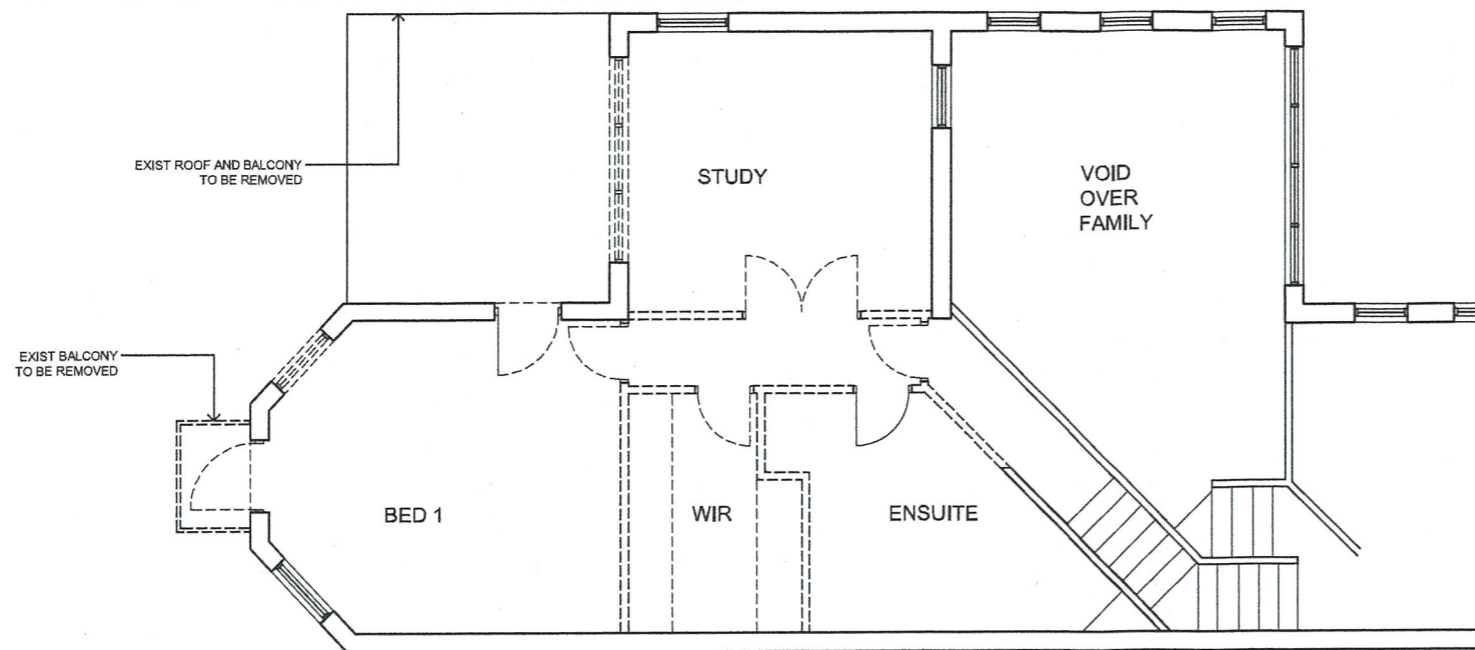 EXIST ROOF AND BALCONY
TO BE REMOVED
STUDY
VOID
OVER
FAMILY
EXIST BALCONY
TO BE REMOVED
BED 1
WIR
ENSUITE